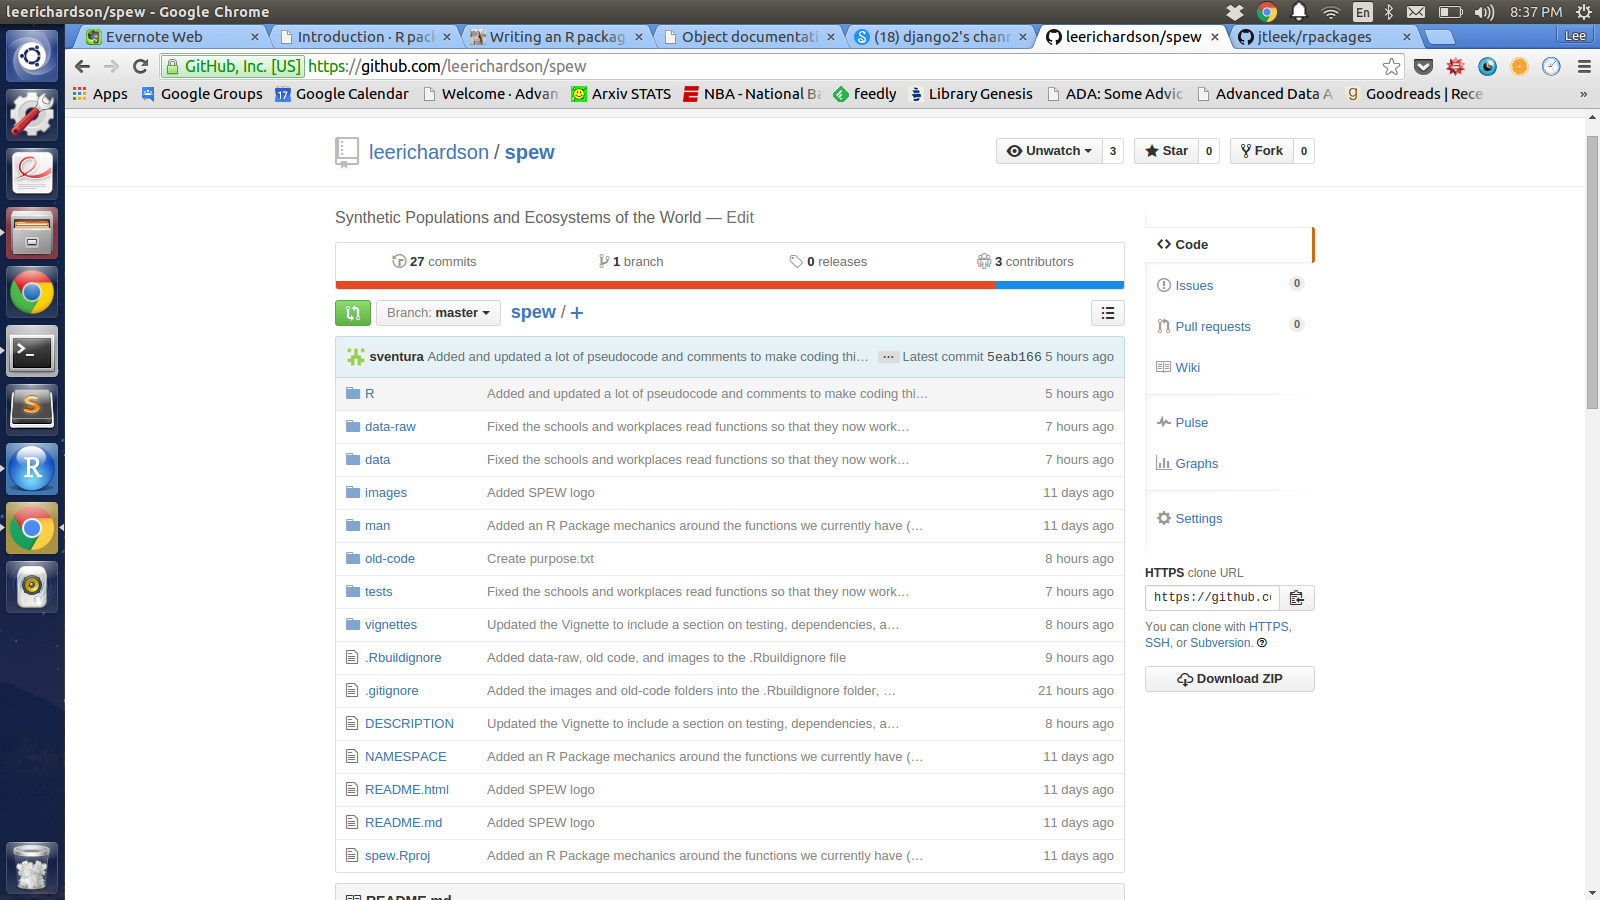 leerichardson/spew - Google Chrome
En
8:37 PM
Evernote Web
Introduction · R pack
Writing an R packag
Object documentati
(18) django2's chann
leerichardson/spew
jtleek/rpackages
Lee
GitHub, Inc. [US] https://github.com/leerichardson/spew
Apps
Google Groups
17 Google Calendar
Welcome · Advan
Arxiv STATS
NBA - National Ba
feedly
Library Genesis
ADA: Some Advic
Advanced Data A
g Goodreads | Rece
»
leerichardson / spew
Unwatch 3
Star 0
Fork 0
Synthetic Populations and Ecosystems of the World — Edit
27 commits
1 branch
0 releases
3 contributors
Branch: master
spew / +
sventura Added and updated a lot of pseudocode and comments to make coding thi… … Latest commit 5eab166 5 hours ago
R Added and updated a lot of pseudocode and comments to make coding thi… 5 hours ago
data-raw Fixed the schools and workplaces read functions so that they now work… 7 hours ago
data Fixed the schools and workplaces read functions so that they now work… 7 hours ago
images Added SPEW logo 11 days ago
man Added an R Package mechanics around the functions we currently have (… 11 days ago
old-code Create purpose.txt 8 hours ago
tests Fixed the schools and workplaces read functions so that they now work… 7 hours ago
vignettes Updated the Vignette to include a section on testing, dependencies, a… 8 hours ago
.Rbuildignore Added data-raw, old code, and images to the .Rbuildignore file 9 hours ago
.gitignore Added the images and old-code folders into the .Rbuildignore folder, … 21 hours ago
DESCRIPTION Updated the Vignette to include a section on testing, dependencies, a… 8 hours ago
NAMESPACE Added an R Package mechanics around the functions we currently have (… 11 days ago
README.html Added SPEW logo 11 days ago
README.md Added SPEW logo 11 days ago
spew.Rproj Added an R Package mechanics around the functions we currently have (… 11 days ago
README.md
Code
Issues 0
Pull requests 0
Wiki
Pulse
Graphs
Settings
HTTPS clone URL
https://github.co
You can clone with HTTPS,
SSH, or Subversion.
Download ZIP